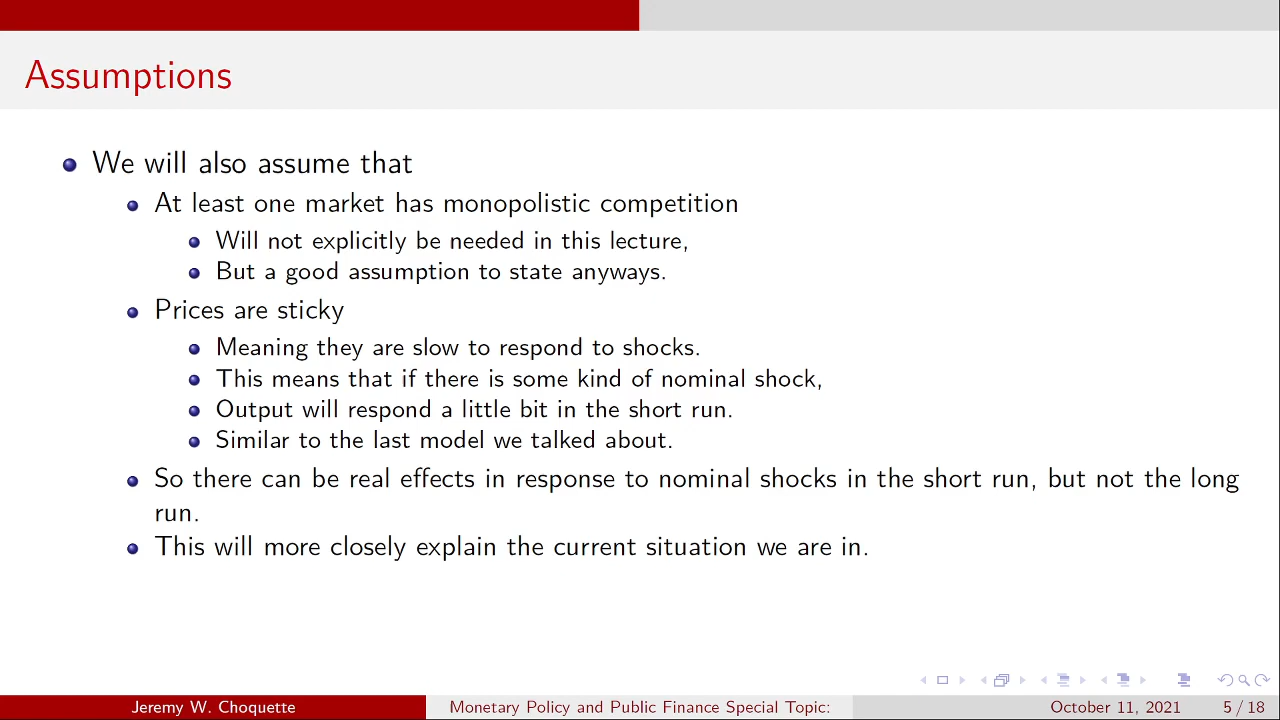 Assumptions
We will also assume that
At least one market has monopolistic competition
Will not explicitly be needed in this lecture,
But a good assumption to state anyways.
Prices are sticky
Meaning they are slow to respond to shocks.
This means that if there is some kind of nominal shock,
Output will respond a little bit in the short run.
Similar to the last model we talked about.
So there can be real effects in response to nominal shocks in the short run, but not the long
run.
This will more closely explain the current situation we are in.
Jeremy W. Choquette Monetary Policy and Public Finance Special Topic: October 11, 2021 5 / 18